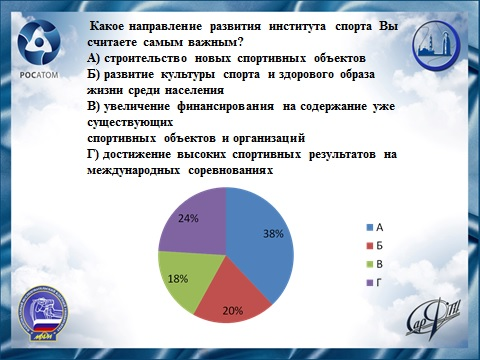 Какое направление развития института спорта Вы
считаете самым важным?
А) строительство новых спортивных объектов
Б) развитие культуры спорта и здорового образа
жизни среди населения
В) увеличение финансирования на содержание уже
существующих
спортивных объектов и организаций
Г) достижение высоких спортивных результатов на
международных соревнованиях
РОСАТОМ
24%
38%
18%
20%
А
Б
В
Г